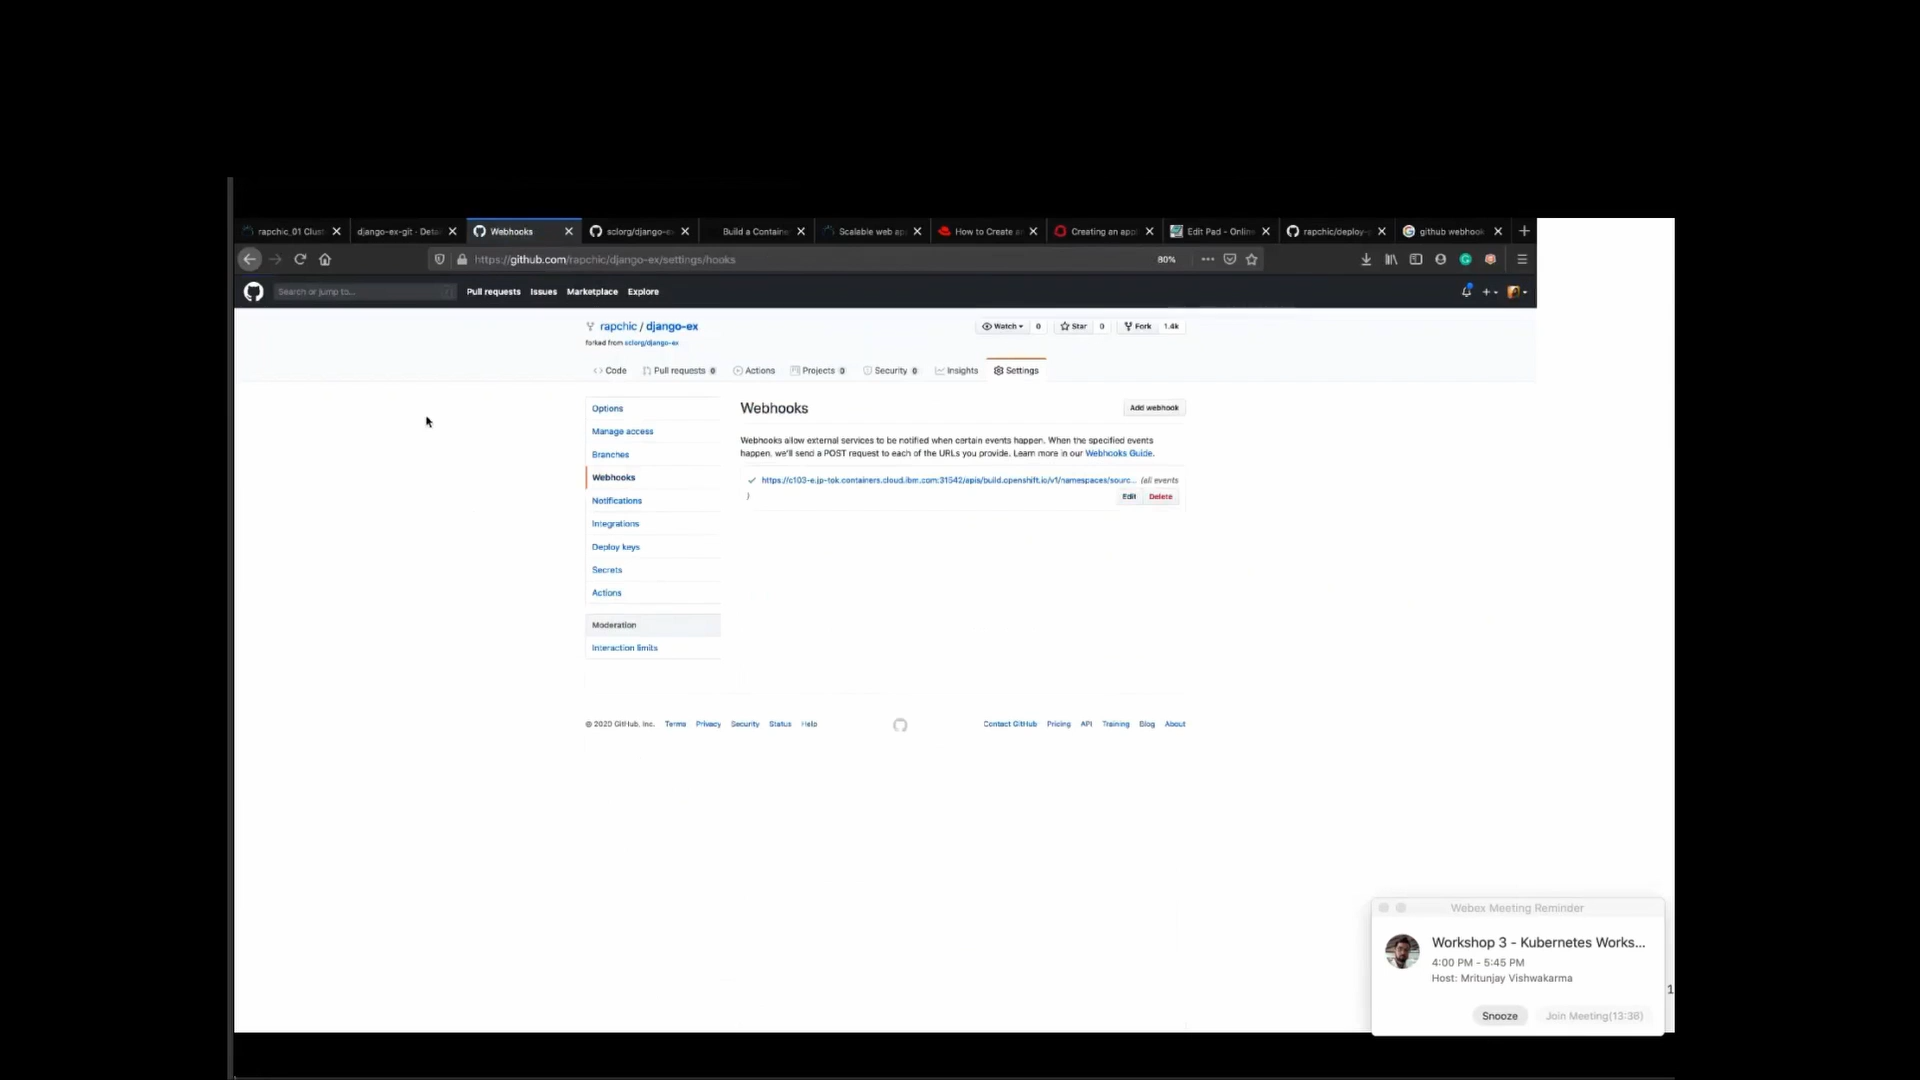 rapchic_01 Clust
django-ex-git - Detai
Webhooks
sclorg/django-e
Build a Containe
Scalable web ap
How to Create an
Creating an appl
Edit Pad - Onlin
rapchic/deploy-
github webhook
https://github.com/rapchic/django-ex/settings/hooks
80%
Search or jump to...
Pull requests
Issues
Marketplace
Explore
rapchic / django-ex
Watch 0
Star 0
Fork 1.4k
forked from sclorg/django-ex
Code
Pull requests 0
Actions
Projects 0
Security 0
Insights
Settings
Options
Manage access
Branches
Webhooks
Notifications
Integrations
Deploy keys
Secrets
Actions
Moderation
Interaction limits
Webhooks
Add webhook
Webhooks allow external services to be notified when certain events happen. When the specified events
happen, we'll send a POST request to each of the URLs you provide. Learn more in our Webhooks Guide.
https://c103-e.jp-tok.containers.cloud.ibm.com:31542/apis/build.openshift.io/v1/namespaces/sourc... (all events
)
Edit
Delete
© 2020 GitHub, Inc.
Terms
Privacy
Security
Status
Help
Contact GitHub
Pricing
API
Training
Blog
About
Webex Meeting Reminder
Workshop 3 - Kubernetes Works...
4:00 PM - 5:45 PM
Host: Mritunjay Vishwakarma
1
Snooze
Join Meeting(13:38)